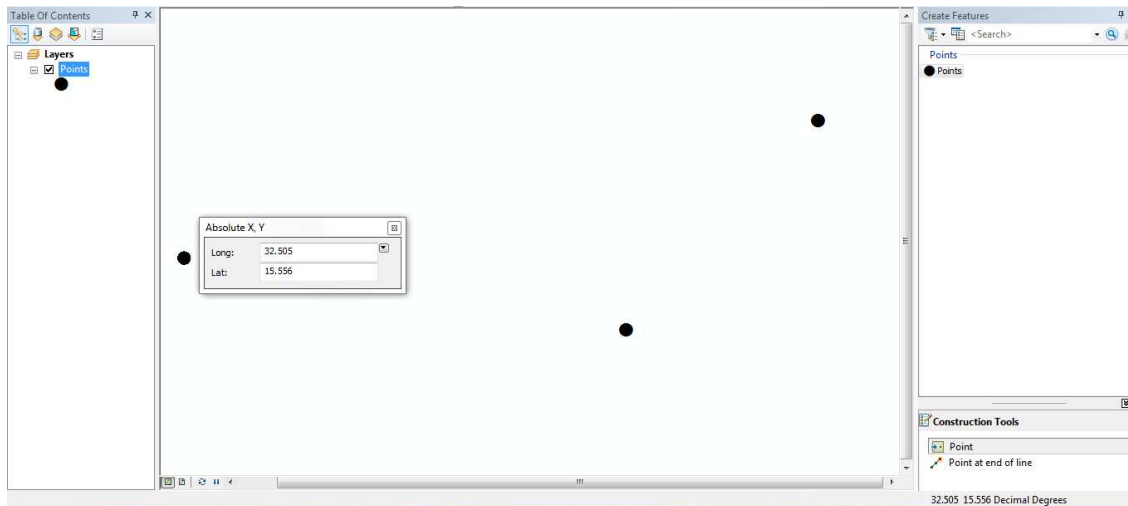 Table Of Contents
Layers
Points
Absolute X, Y
Long: 32.505
Lat: 15.556
Create Features
<Search>
Points
Points
Construction Tools
Point
Point at end of line
32.505 15.556 Decimal Degrees